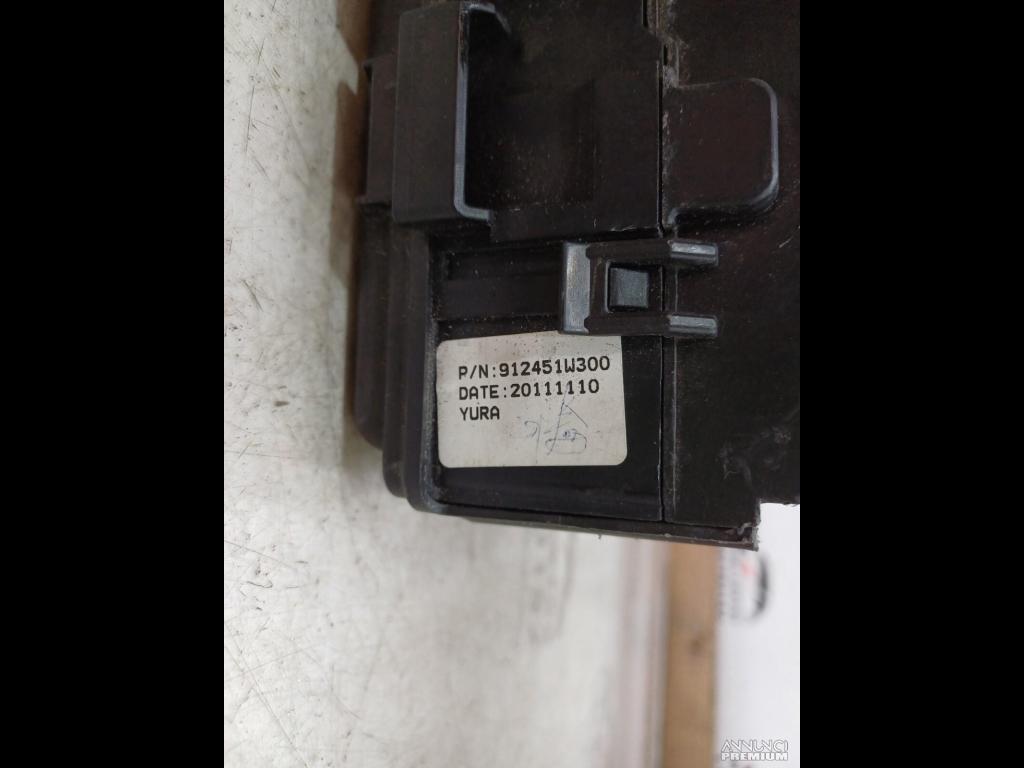 P/N:912451W300
DATE:20111110
YURA
ANNUNCI
PREMIUM